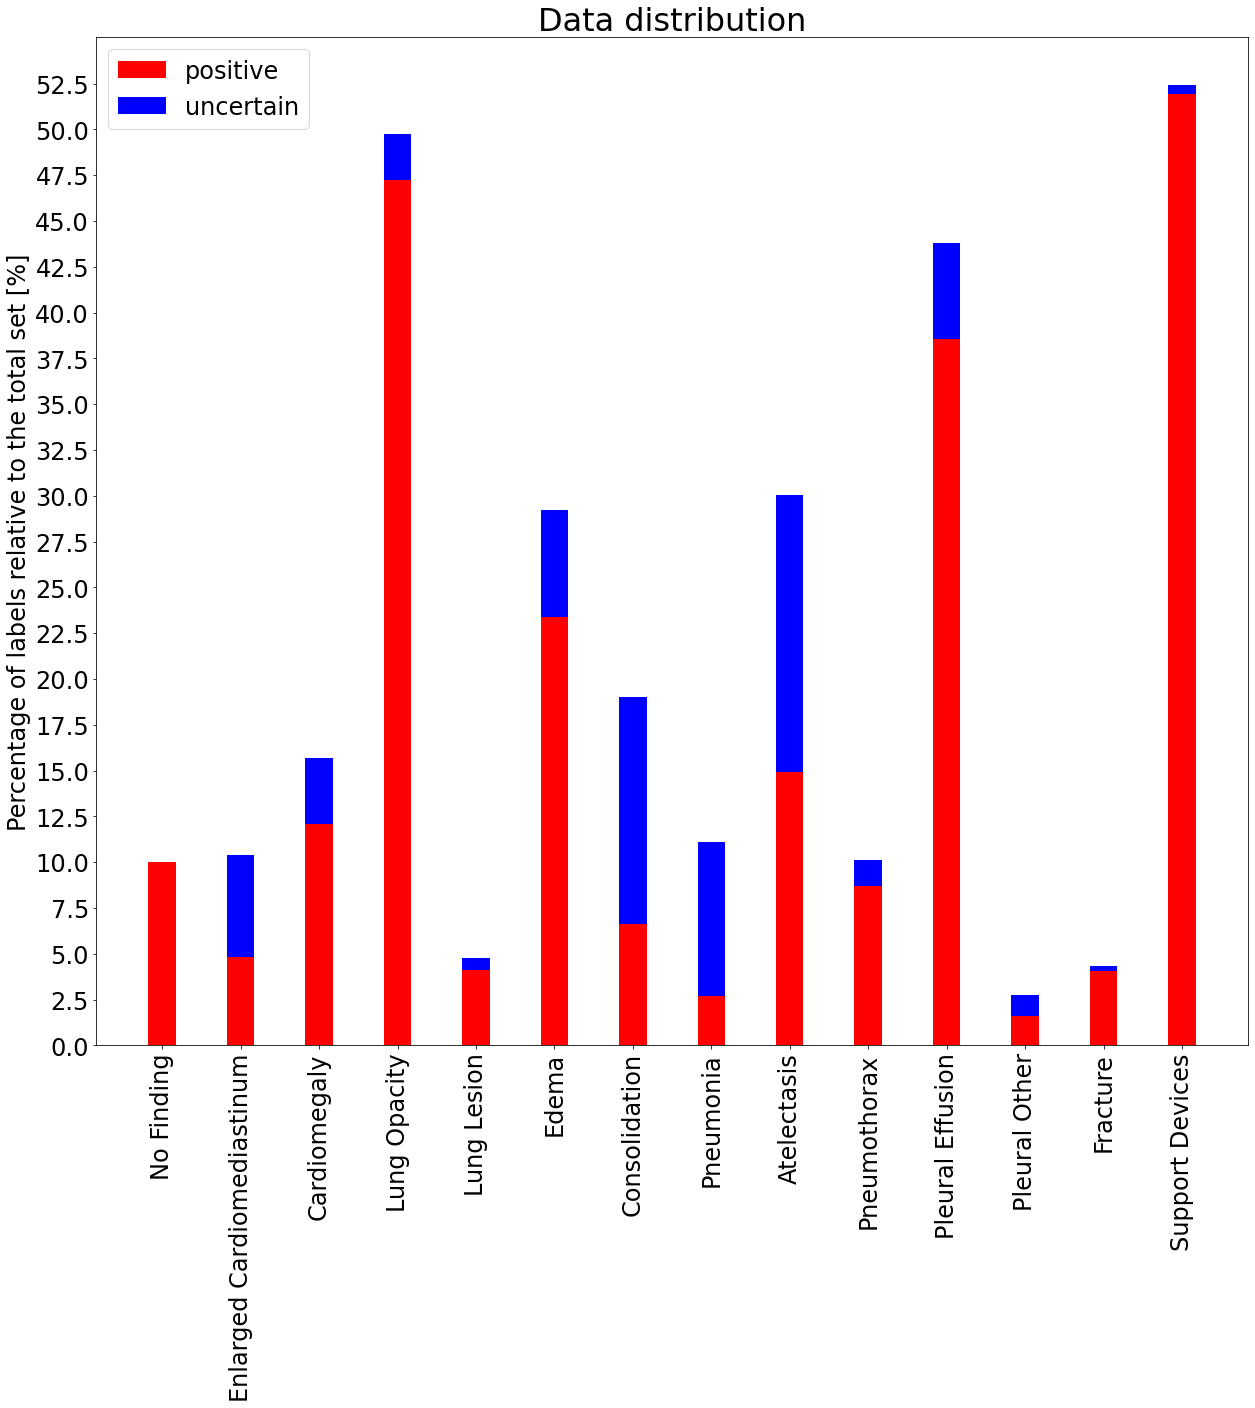 Data distribution
positive
uncertain
Percentage of labels relative to the total set [%]
52.5
50.0
47.5
45.0
42.5
40.0
37.5
35.0
32.5
30.0
27.5
25.0
22.5
20.0
17.5
15.0
12.5
10.0
7.5
5.0
2.5
0.0
No Finding
Enlarged Cardiomediastinum
Cardiomegaly
Lung Opacity
Lung Lesion
Edema
Consolidation
Pneumonia
Atelectasis
Pneumothorax
Pleural Effusion
Pleural Other
Fracture
Support Devices